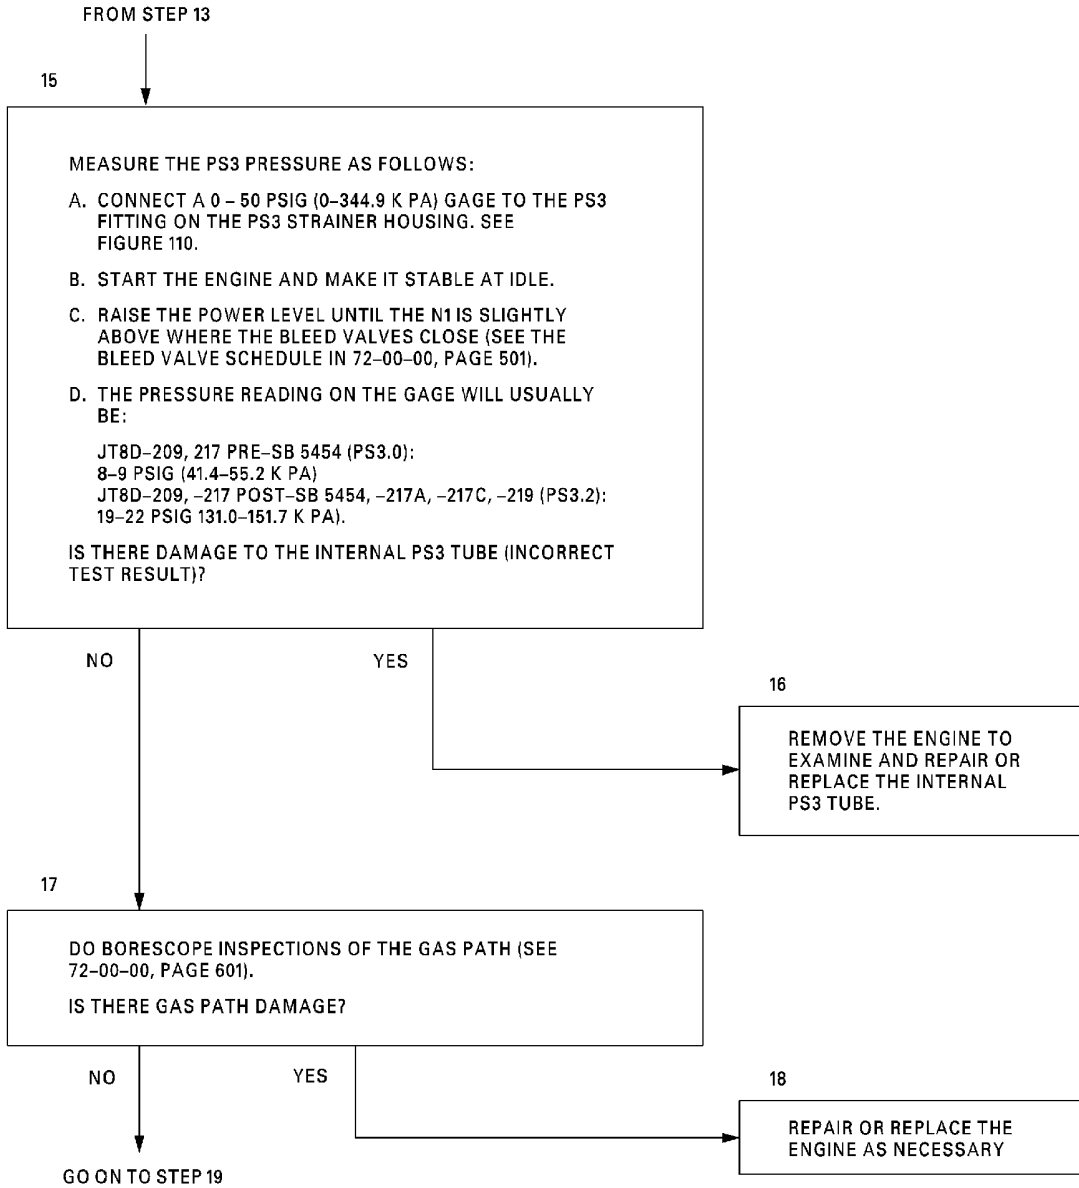 FROM STEP 13
15
MEASURE THE PS3 PRESSURE AS FOLLOWS:
A. CONNECT A 0 – 50 PSIG (0–344.9 K PA) GAGE TO THE PS3
FITTING ON THE PS3 STRAINER HOUSING. SEE
FIGURE 110.
B. START THE ENGINE AND MAKE IT STABLE AT IDLE.
C. RAISE THE POWER LEVEL UNTIL THE N1 IS SLIGHTLY
ABOVE WHERE THE BLEED VALVES CLOSE (SEE THE
BLEED VALVE SCHEDULE IN 72–00–00, PAGE 501).
D. THE PRESSURE READING ON THE GAGE WILL USUALLY
BE:
JT8D–209, 217 PRE–SB 5454 (PS3.0):
8–9 PSIG (41.4–55.2 K PA)
JT8D–209, –217 POST–SB 5454, –217A, –217C, –219 (PS3.2):
19–22 PSIG 131.0–151.7 K PA).
IS THERE DAMAGE TO THE INTERNAL PS3 TUBE (INCORRECT
TEST RESULT)?
NO
YES
16
REMOVE THE ENGINE TO
EXAMINE AND REPAIR OR
REPLACE THE INTERNAL
PS3 TUBE.
17
DO BORESCOPE INSPECTIONS OF THE GAS PATH (SEE
72–00–00, PAGE 601).
IS THERE GAS PATH DAMAGE?
NO
YES
18
REPAIR OR REPLACE THE
ENGINE AS NECESSARY
GO ON TO STEP 19